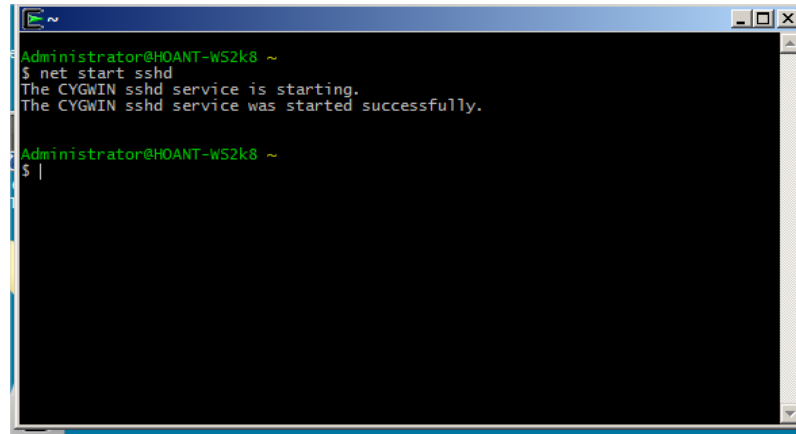 ~
Administrator@HOANT-WS2k8 ~
$ net start sshd
The CYGWIN sshd service is starting.
The CYGWIN sshd service was started successfully.
Administrator@HOANT-WS2k8 ~
$